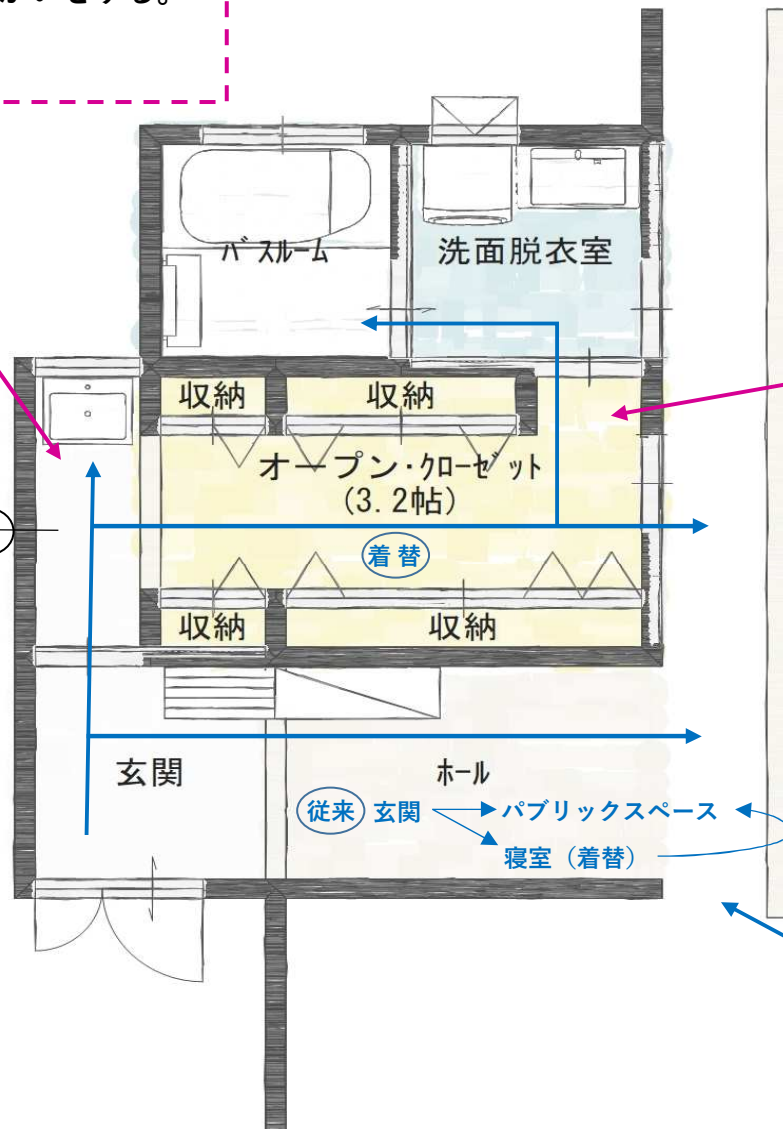 バスルーム
洗面脱衣室
収納
収納
オープン・クローゼット
(3.2帖)
着替
収納
収納
玄関
ホール
従来 玄関 パブリックスペース
寝室（着替）